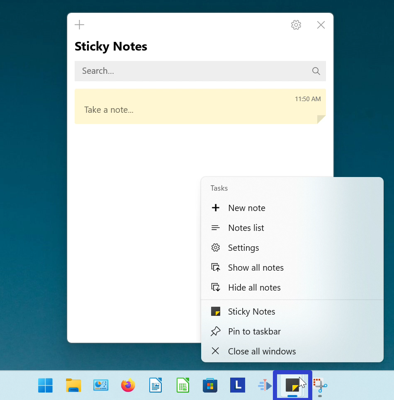 Sticky Notes
Search...
11:50 AM
Take a note...
Tasks
New note
Notes list
Settings
Show all notes
Hide all notes
Sticky Notes
Pin to taskbar
Close all windows
L